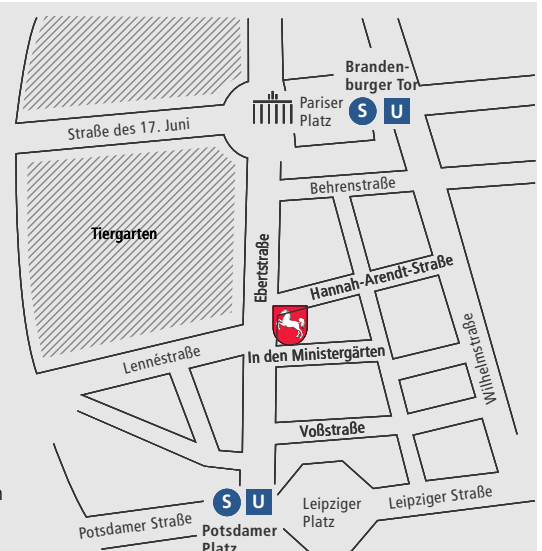 Branden-
burger Tor
S U
Pariser
Platz
Straße des 17. Juni
Behrenstraße
Tiergarten
Ebertstraße
Hannah-Arendt-Straße
In den Ministergärten
Lennéstraße
Wilhelmstraße
Voßstraße
S U
Leipziger
Platz
Leipziger Straße
Potsdamer Straße
Potsdamer
Platz